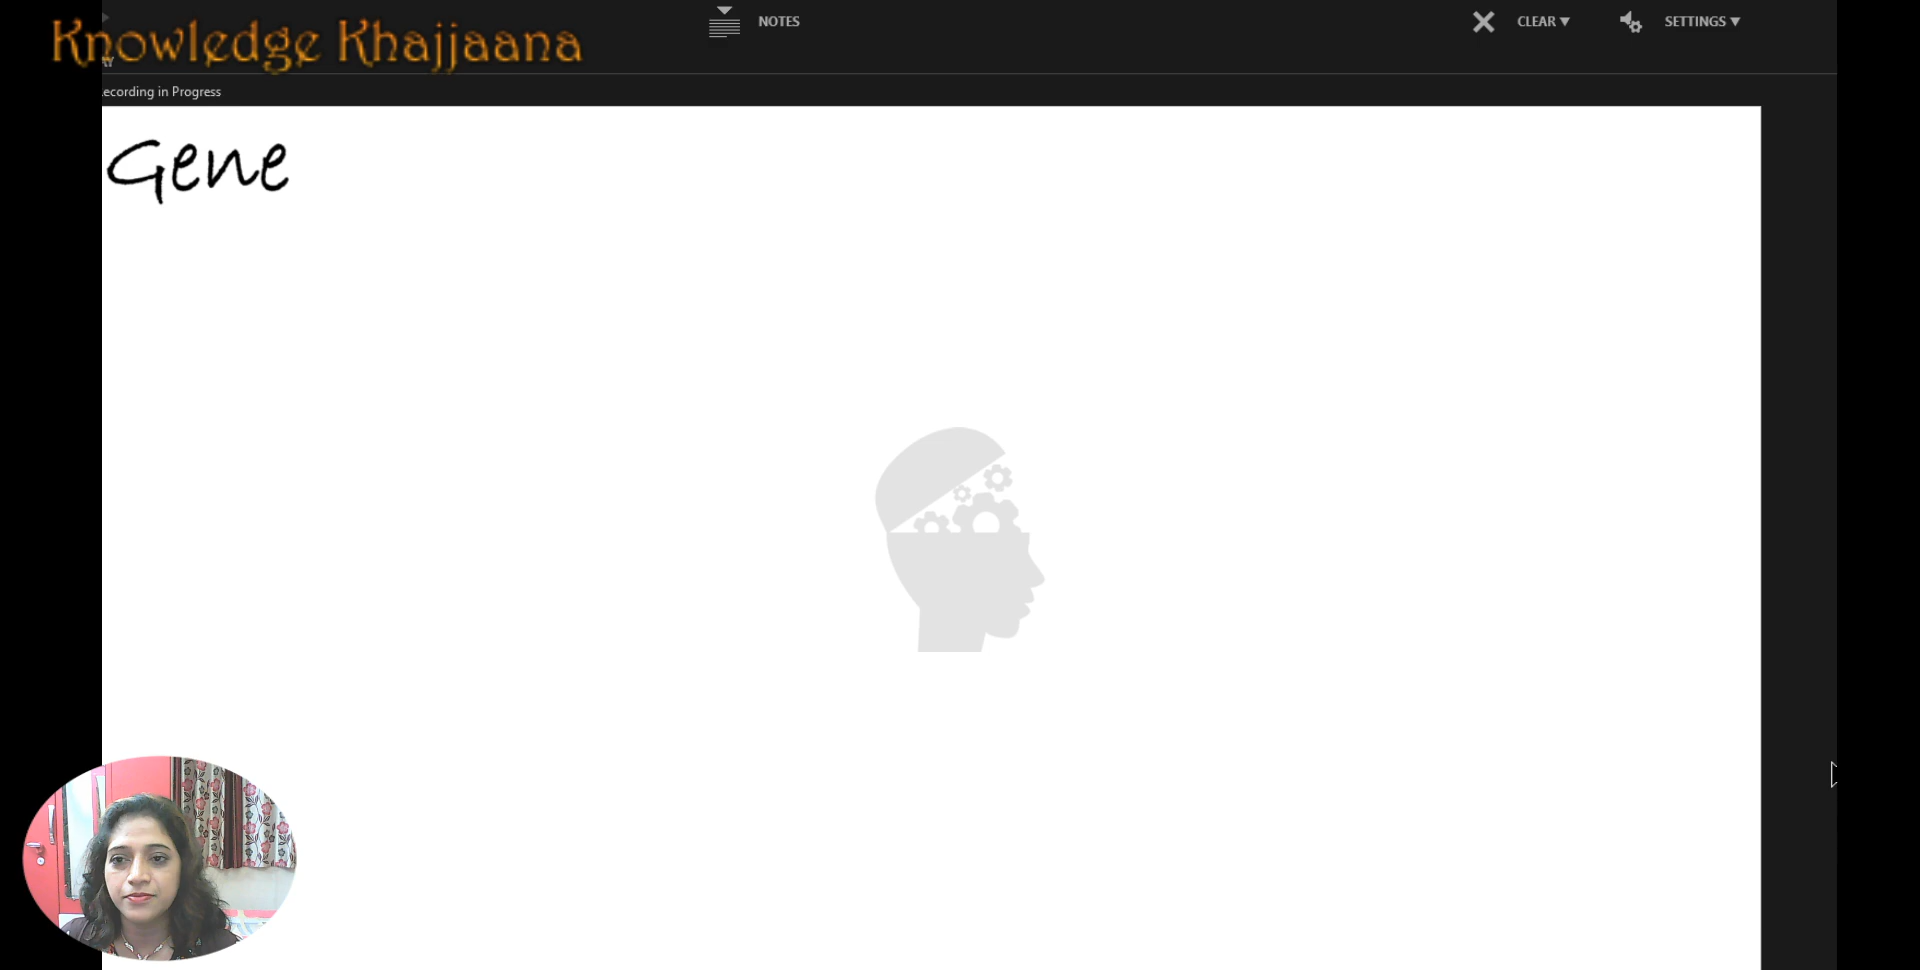 Knowledge Khajjaana
NOTES
CLEAR
SETTINGS
ecording in Progress
Gene